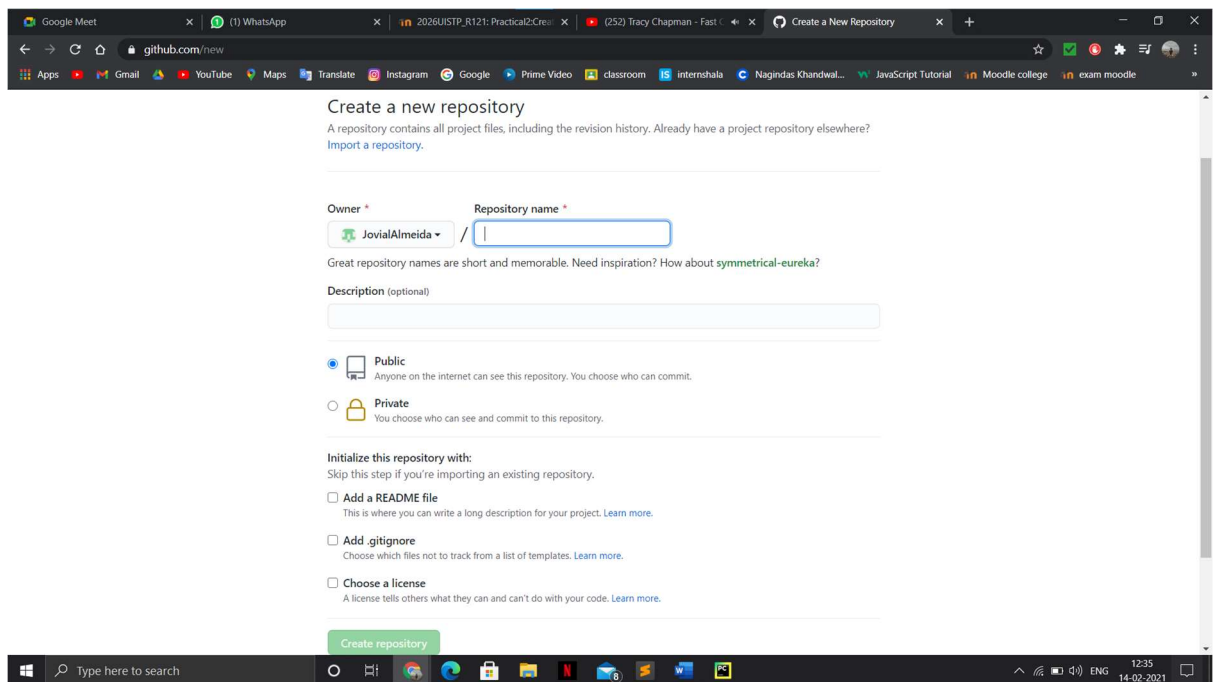 Google Meet
(1) WhatsApp
2026UISTP_R121: Practical2:Creat
(252) Tracy Chapman - Fast C
Create a New Repository
github.com/new
Apps
Gmail
YouTube
Maps
Translate
Instagram
Google
Prime Video
classroom
IS internshala
Nagindas Khandwal...
JavaScript Tutorial
Moodle college
exam moodle
»
Create a new repository
A repository contains all project files, including the revision history. Already have a project repository elsewhere?
Import a repository.
Owner * Repository name *
JovialAlmeida /
Great repository names are short and memorable. Need inspiration? How about symmetrical-eureka?
Description (optional)
Public
Anyone on the internet can see this repository. You choose who can commit.
Private
You choose who can see and commit to this repository.
Initialize this repository with:
Skip this step if you're importing an existing repository.
Add a README file
This is where you can write a long description for your project. Learn more.
Add .gitignore
Choose which files not to track from a list of templates. Learn more.
Choose a license
A license tells others what they can and can't do with your code. Learn more.
Create repository
Type here to search
N
8
W
PC
ENG
12:35
14-02-2021